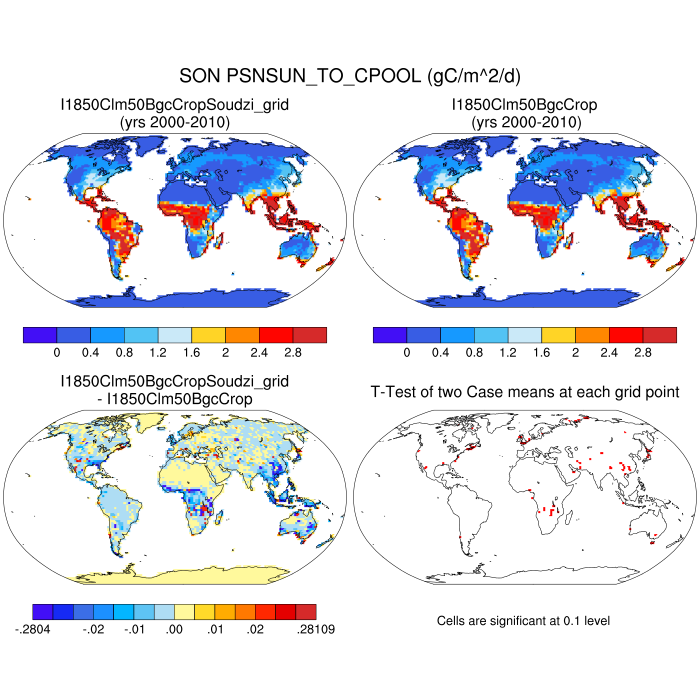 SON PSNSUN_TO_CPOOL (gC/m^2/d)
I1850Clm50BgcCropSoudzi_grid
(yrs 2000-2010)
I1850Clm50BgcCrop
(yrs 2000-2010)
0 0.4 0.8 1.2 1.6 2 2.4 2.8
0 0.4 0.8 1.2 1.6 2 2.4 2.8
I1850Clm50BgcCropSoudzi_grid
- I1850Clm50BgcCrop
T-Test of two Case means at each grid point
-.2804 -.02 -.01 .00 .01 .02 .28109
Cells are significant at 0.1 level